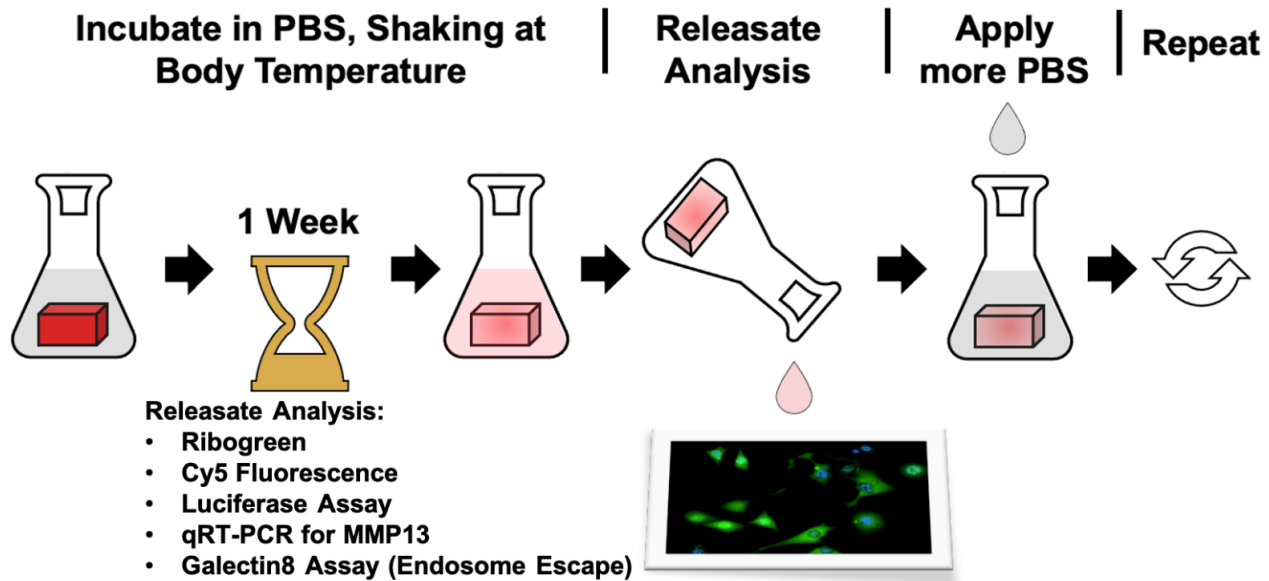 Incubate in PBS, Shaking at
Body Temperature
Releasate
Analysis
Apply
more PBS
Repeat
1 Week
Releasate Analysis:
• Ribogreen
• Cy5 Fluorescence
• Luciferase Assay
• qRT-PCR for MMP13
• Galectin8 Assay (Endosome Escape)